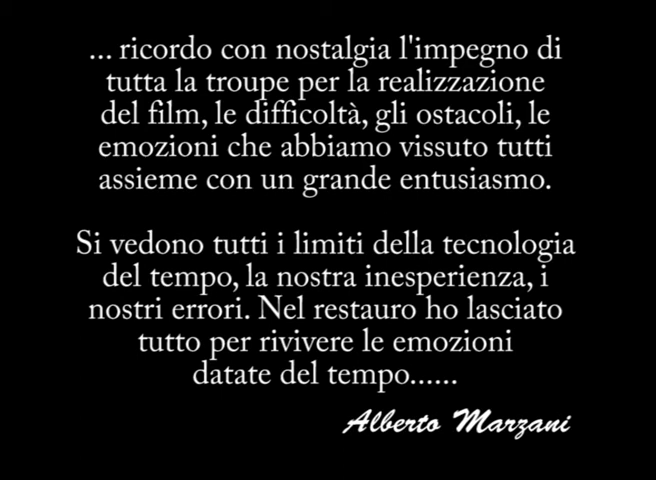 ... ricordo con nostalgia l'impegno di
tutta la troupe per la realizzazione
del film, le difficoltà, gli ostacoli, le
emozioni che abbiamo vissuto tutti
assieme con un grande entusiasmo.
Si vedono tutti i limiti della tecnologia
del tempo, la nostra inesperienza, i
nostri errori. Nel restauro ho lasciato
tutto per rivivere le emozioni
datate del tempo......
Alberto Marzani